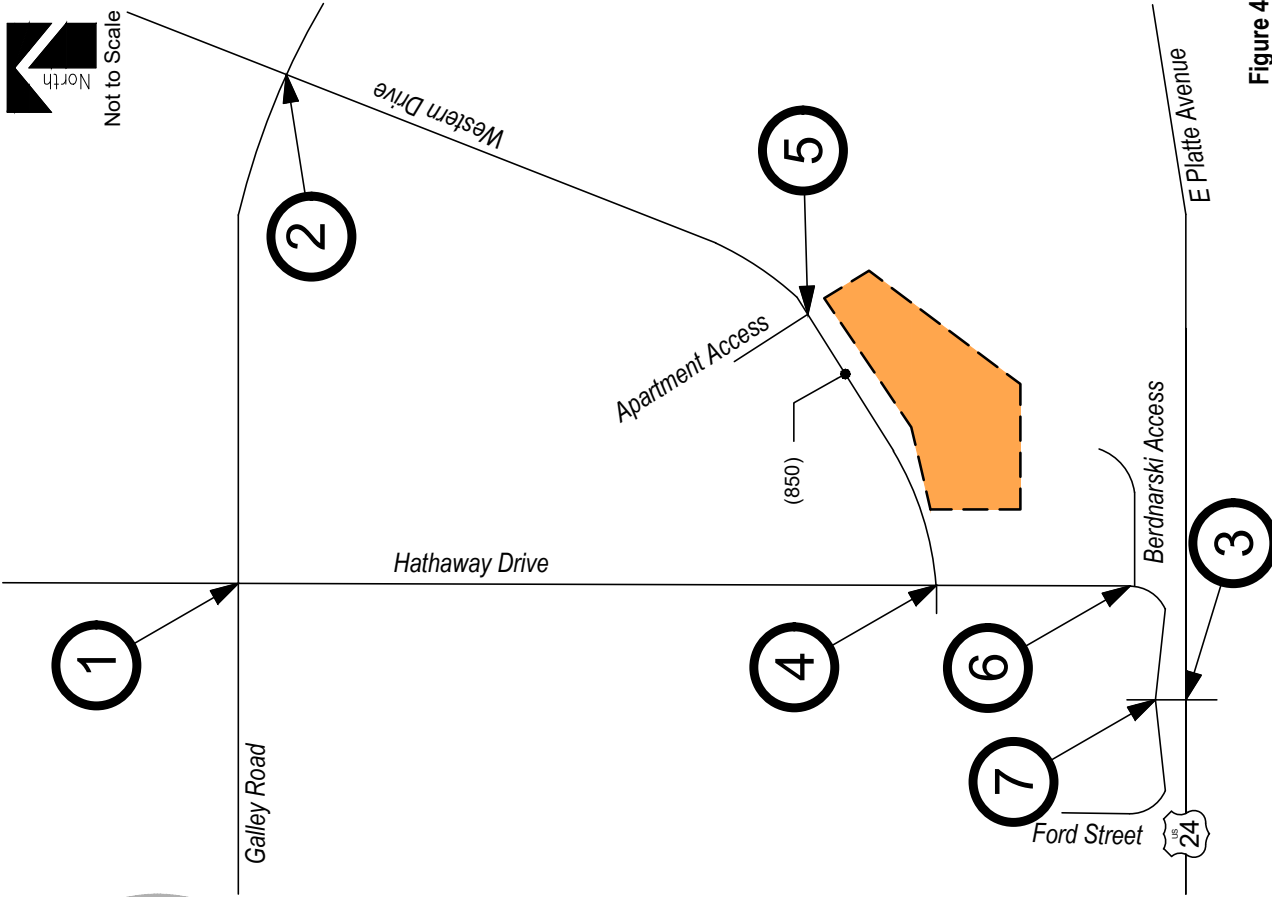 North
Not to Scale
Western Drive
2
5
Apartment Access
(850)
1
Hathaway Drive
Galley Road
4
6
7
3
Berdnarski Access
E Platte Avenue
Ford Street
US
24
Figure 4